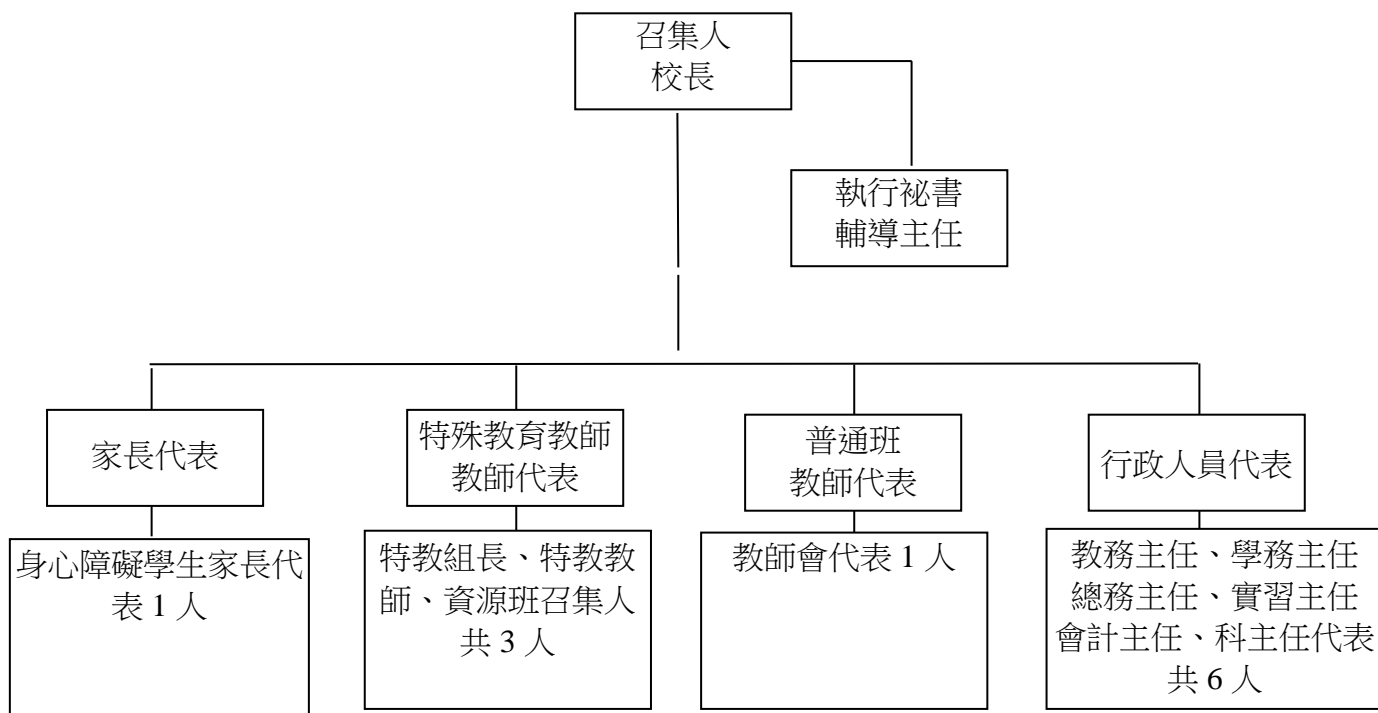 召集人
校長
執行祕書
輔導主任
家長代表
特殊教育教師
教師代表
普通班
教師代表
行政人員代表
身心障礙學生家長代
表 1 人
特教組長、特教教
師、資源班召集人
共 3 人
教師會代表 1 人
教務主任、學務主任
總務主任、實習主任
會計主任、科主任代表
共 6 人